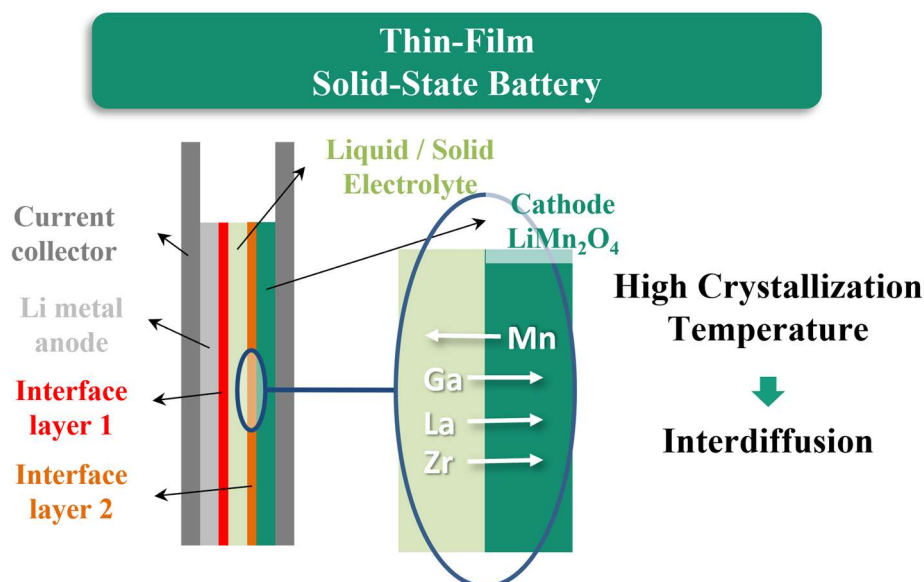 Thin-Film
Solid-State Battery
Liquid / Solid
Electrolyte
Current
collector
Cathode
LiMn₂O₄
Li metal
anode
Interface
layer 1
Interface
layer 2
Mn
Ga
La
Zr
High Crystallization
Temperature
Interdiffusion